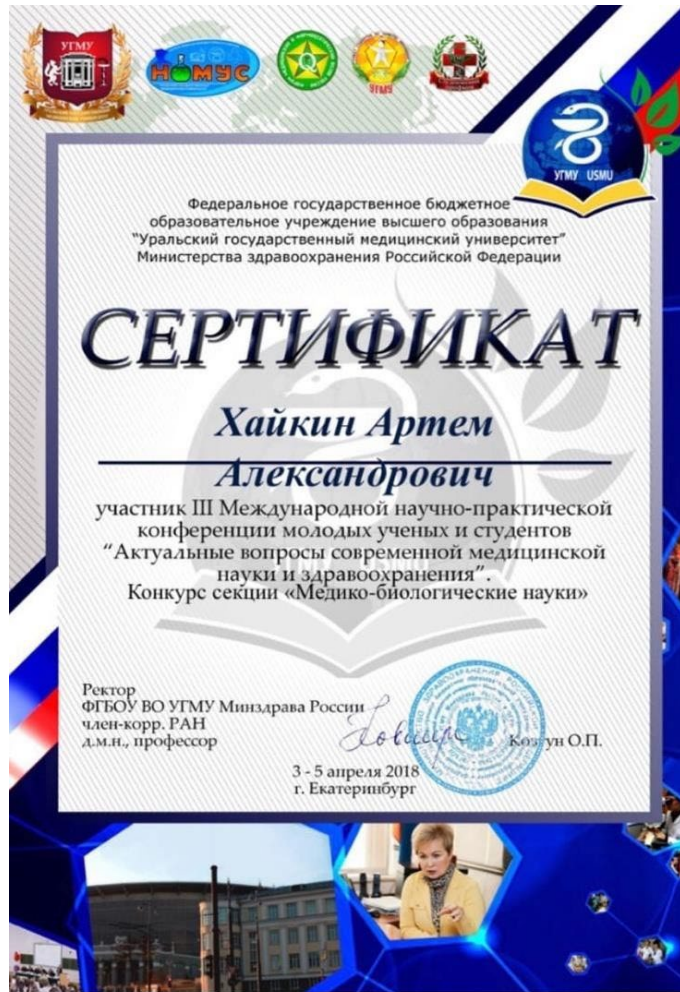 УГМУ
НОМУС
УГМУ
УГМУ USMU
Федеральное государственное бюджетное
образовательное учреждение высшего образования
"Уральский государственный медицинский университет"
Министерства здравоохранения Российской Федерации
СЕРТИФИКАТ
Хайкин Артем
Александрович
участник III Международной научно-практической
конференции молодых ученых и студентов
“Актуальные вопросы современной медицинской
науки и здравоохранения”.
УГМУ И USMU
Конкурс секции «Медико-биологические науки»
Ректор
ФГБОУ ВО УГМУ Минздрава России
член-корр. РАН
д.м.н., профессор
Ковтун О.П.
3 - 5 апреля 2018
г. Екатеринбург